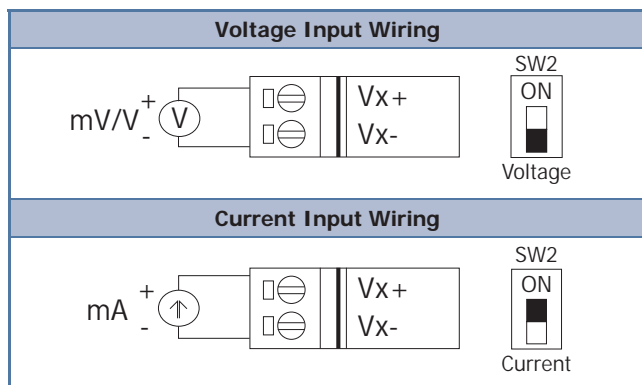 Voltage Input Wiring
SW2
ON
mV/V
+
-
V
Vx+
Vx-
Voltage
Current Input Wiring
SW2
ON
mA
+
-
Vx+
Vx-
Current